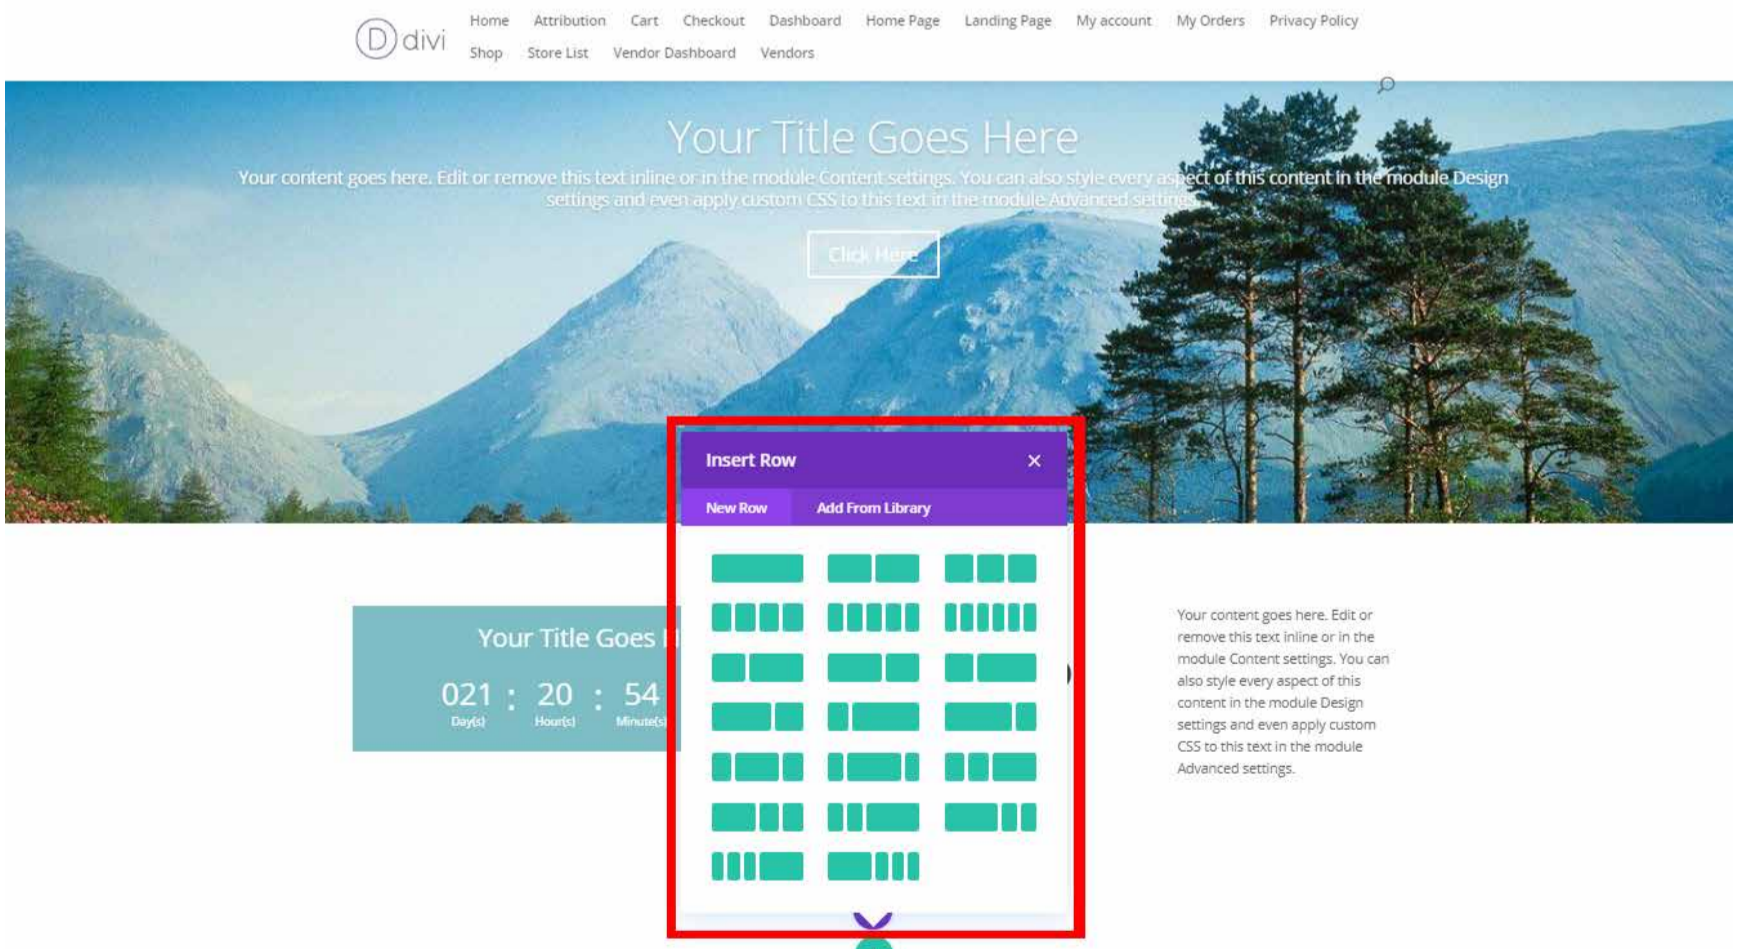 divi
Home Attribution Cart Checkout Dashboard Home Page Landing Page My account My Orders Privacy Policy
Shop Store List Vendor Dashboard Vendors
Your Title Goes Here
Your content goes here. Edit or remove this text inline or in the module Content settings. You can also style every aspect of this content in the module Design
settings and even apply custom CSS to this text in the module Advanced settings
Click Here
Insert Row
New Row Add From Library
Your Title Goes
021 : 20 : 54
Day(s) Hour(s) Minute(s)
Your content goes here. Edit or
remove this text inline or in the
module Content settings. You can
also style every aspect of this
content in the module Design
settings and even apply custom
CSS to this text in the module
Advanced settings.